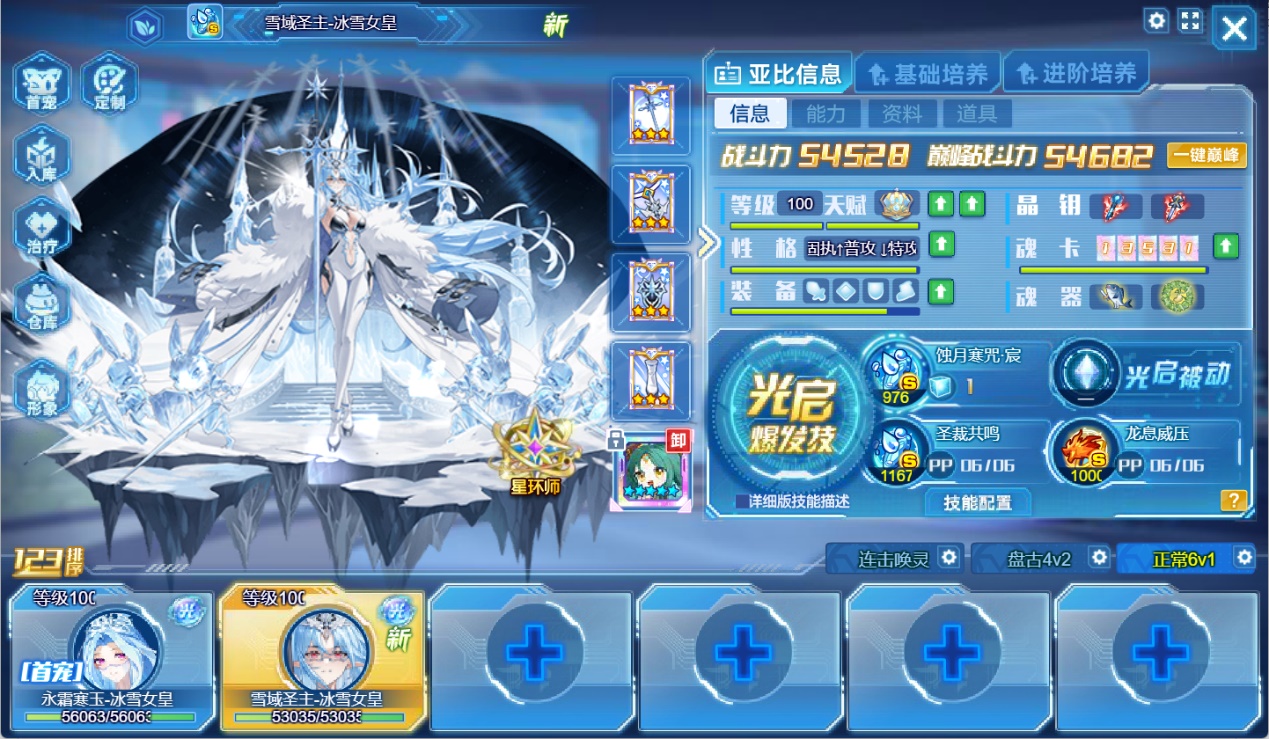 S
雪域圣主-冰雪女皇
新
首宠
定制
入库
治疗
仓库
形象
星环师
卸
亚比信息
基础培养
进阶培养
信息
能力
资料
道具
战斗力 54528
巅峰战斗力 54682
一键巅峰
等级 100
天赋
晶钥
性格
固执↑普攻↓特攻
魂卡 1 3 5 3 1
装备
魂器
光启
爆发技
S
976
蚀月寒咒·宸
1
光启被动
S
1167
圣裁共鸣
PP 06/06
S
1000
龙息威压
PP 06/06
详细版技能描述
技能配置
?
123排序
连击唤灵
盘古4v2
正常6v1
等级100
光
[首宠]
永霜寒玉-冰雪女皇
56063/56063
等级100
光
新
雪域圣主-冰雪女皇
53035/53035